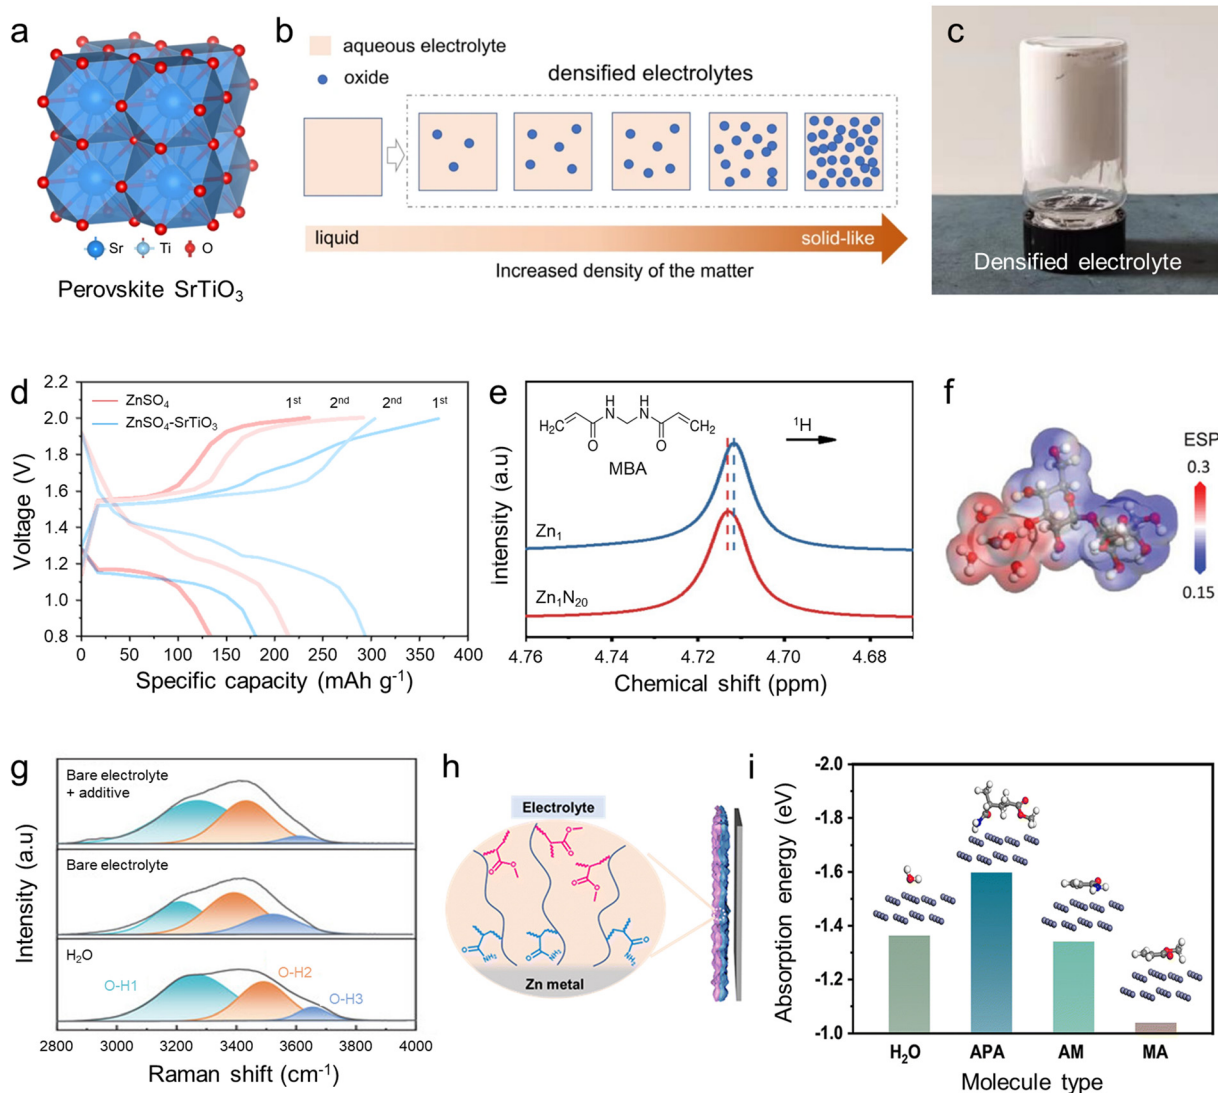 a
Sr Ti O
Perovskite SrTiO₃
b
aqueous electrolyte
oxide
densified electrolytes
liquid
solid-like
Increased density of the matter
c
Densified electrolyte
d
2.2
2.0
1.8
1.6
1.4
1.2
1.0
0.8
ZnSO₄
ZnSO₄-SrTiO₃
1ˢᵗ 2ⁿᵈ 2ⁿᵈ 1ˢᵗ
Voltage (V)
0 50 100 150 200 250 300 350 400
Specific capacity (mAh g⁻¹)
e
H₂C
O
H
N
H
N
O
CH₂
MBA
¹H
Zn₁
Zn₁N₂₀
intensity (a.u)
4.76 4.74 4.72 4.70 4.68
Chemical shift (ppm)
f
ESP
0.3
0.15
g
Bare electrolyte
+ additive
Bare electrolyte
H₂O
O-H1
O-H2
O-H3
Intensity (a.u)
2800 3000 3200 3400 3600 3800 4000
Raman shift (cm⁻¹)
h
Electrolyte
O
O
O
O
O
O
O
NH₂
O
NH₂
O
NH₂
Zn metal
i
-2.0
-1.8
-1.6
-1.4
-1.2
-1.0
Absorption energy (eV)
H₂O APA AM MA
Molecule type